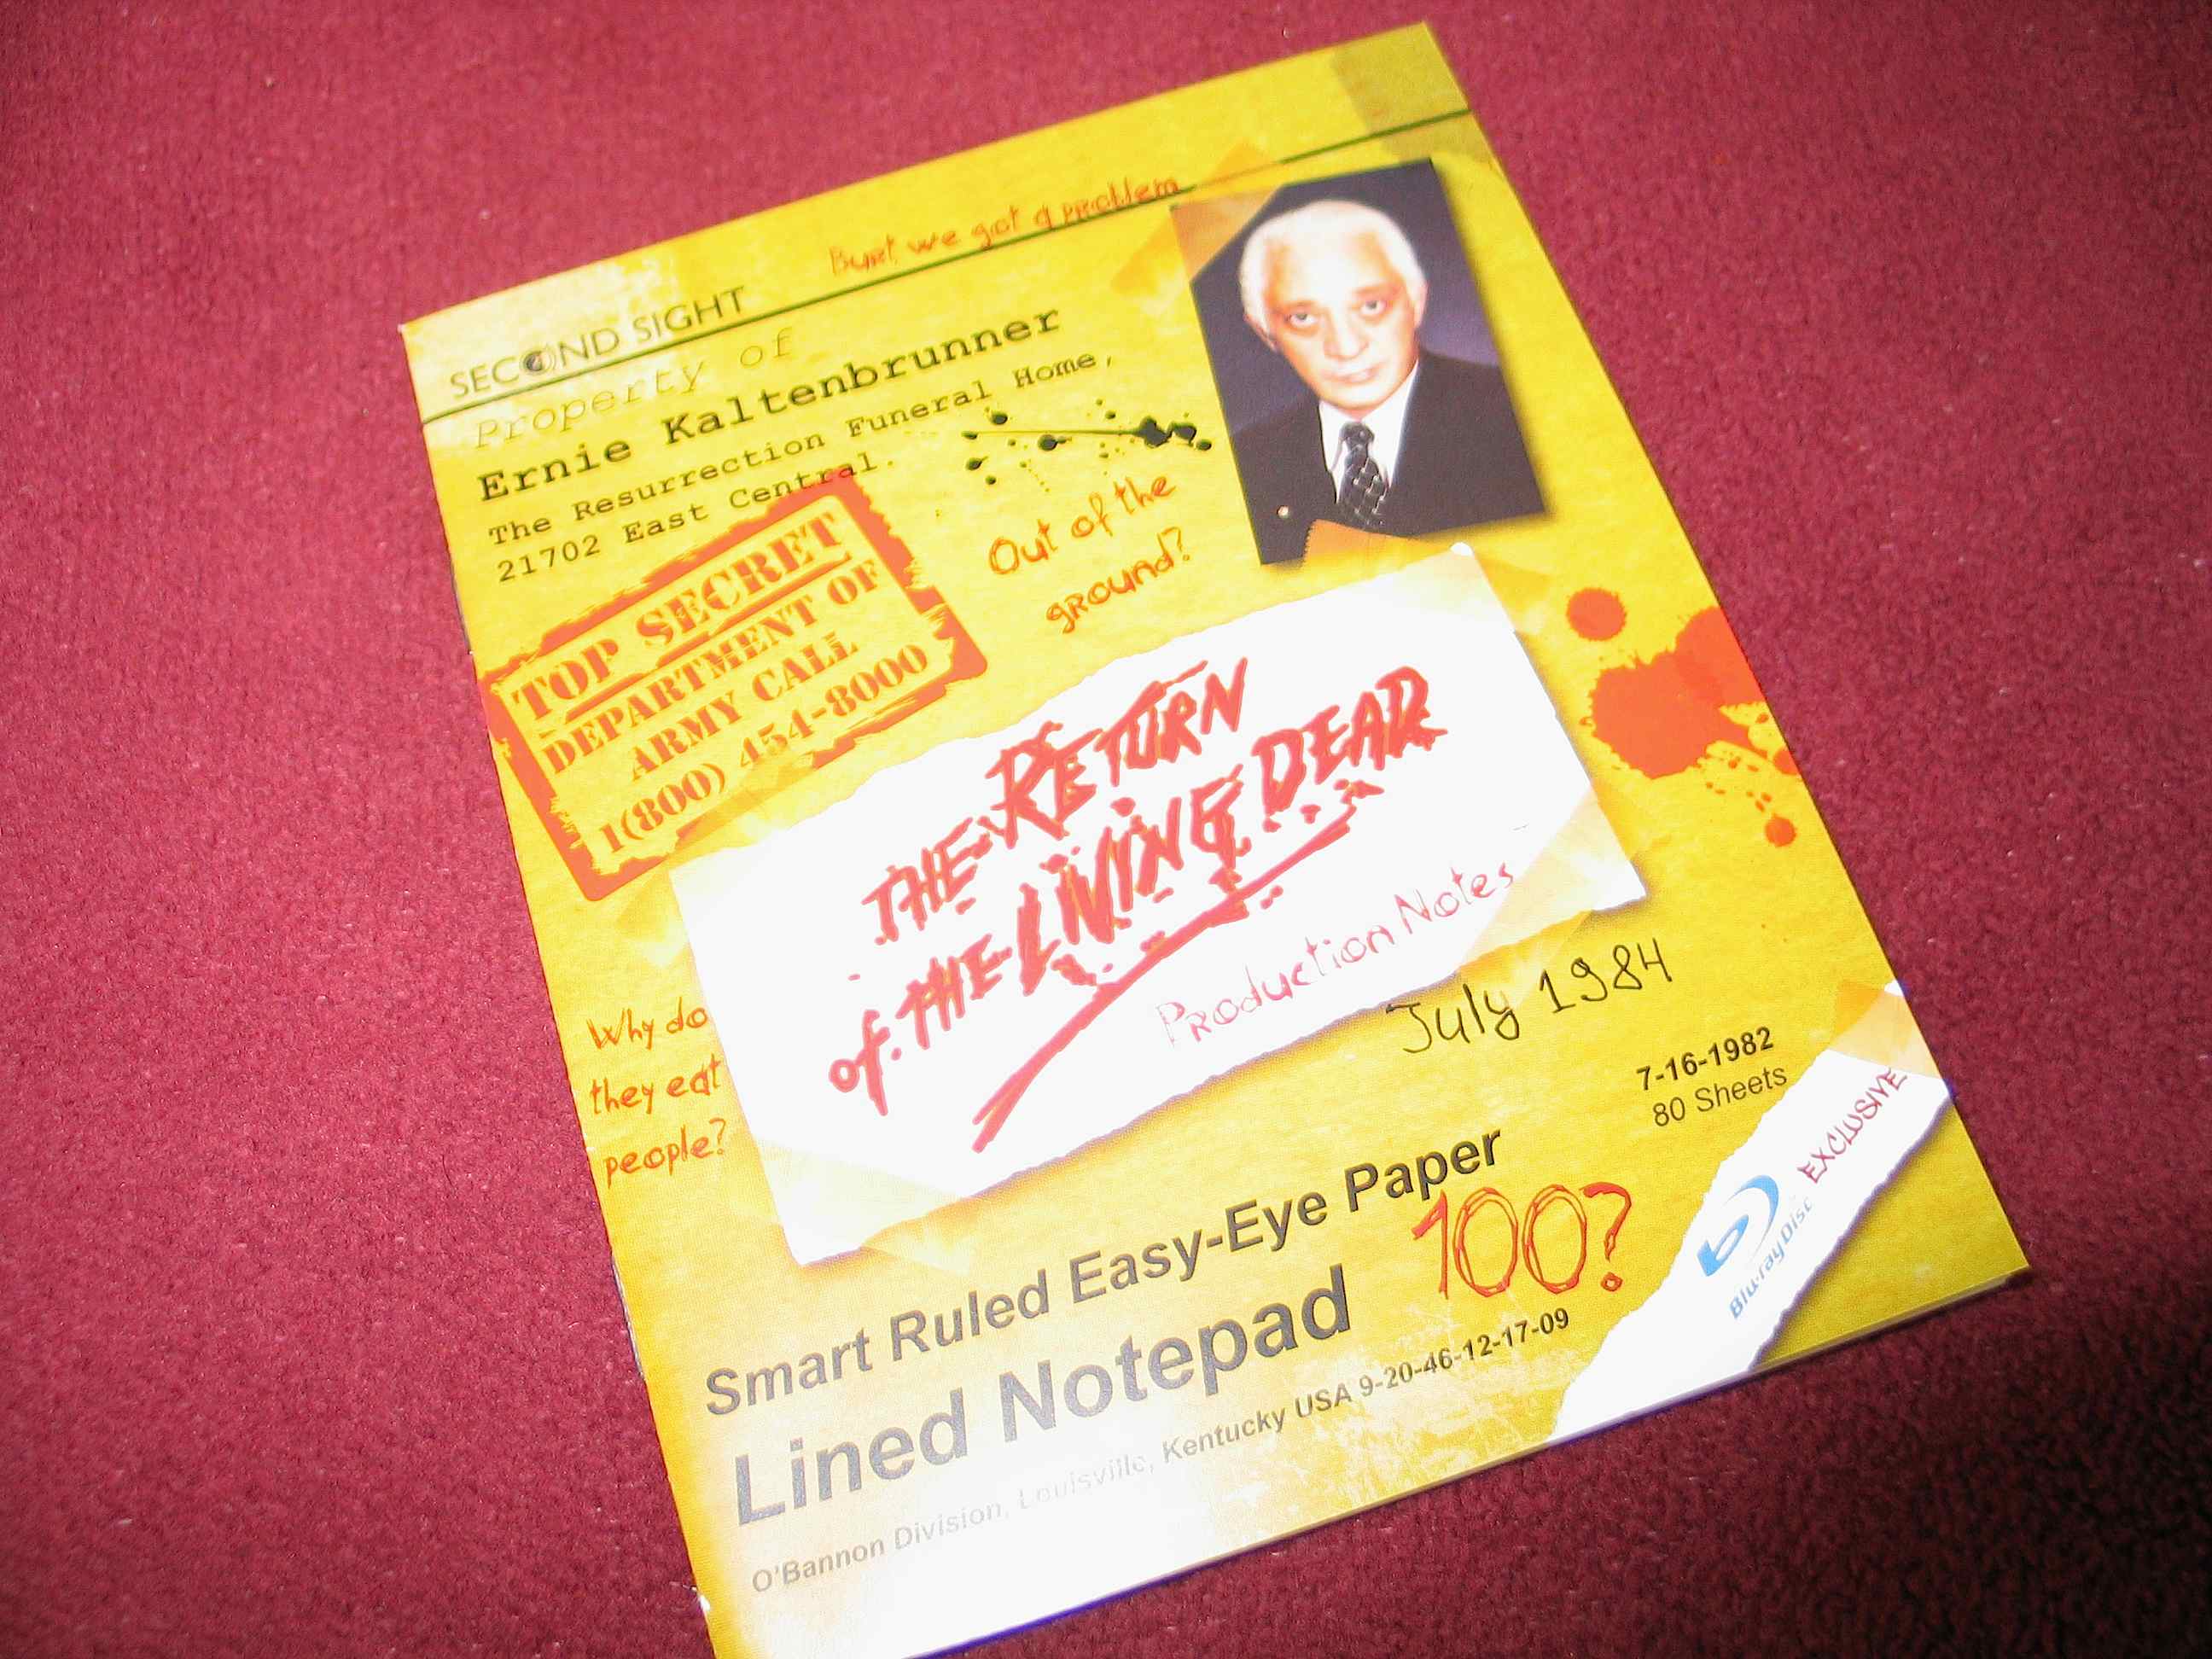 Burt, we got a problem
SECOND SIGHT
Property of
Ernie Kaltenbrunner
The Resurrection Funeral Home,
21702 East Central.
TOP SECRET
DEPARTMENT OF
ARMY CALL
1(800) 454-8000
Out of the
ground?
THE RETURN
of THE LIVING DEAD
Production Notes
July 1984
Why do
they eat
people?
7-16-1982
80 Sheets
Smart Ruled Easy-Eye Paper
100?
Lined Notepad
O'Bannon Division, Louisville, Kentucky USA 9-20-46-12-17-09
Blu-ray Disc EXCLUSIVE